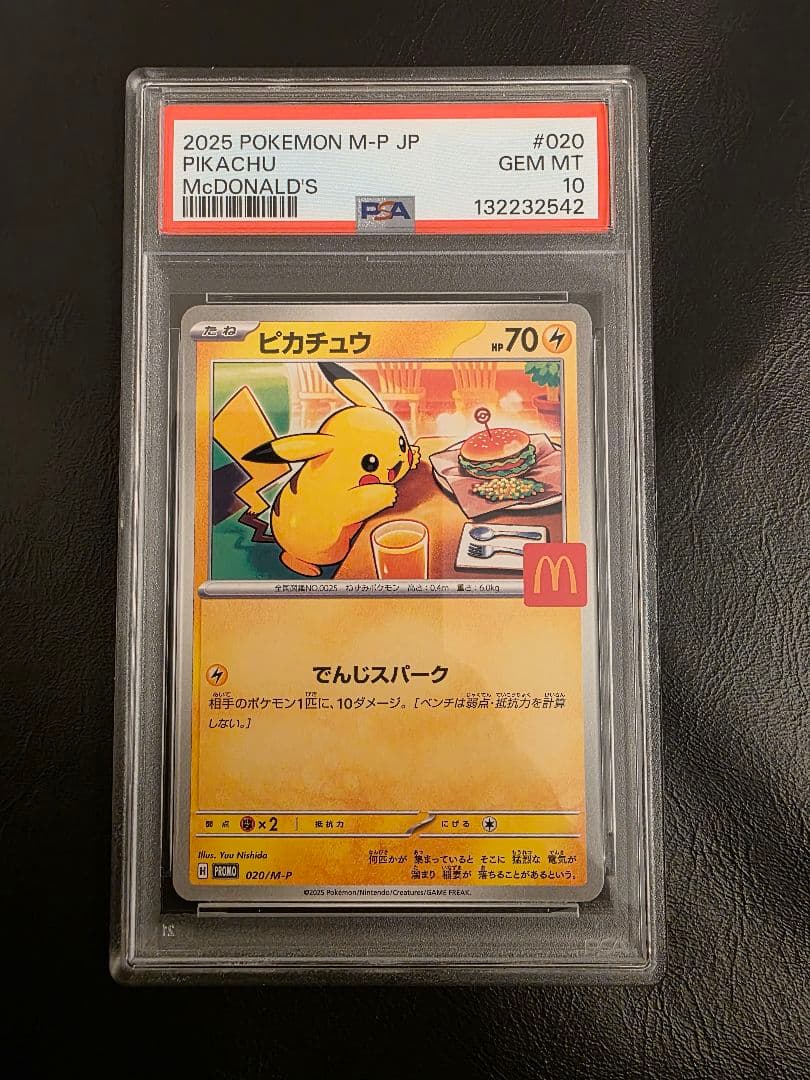 2025 POKEMON M-P JP #020
PIKACHU GEM MT
McDONALD'S 10
132232542
PSA
たね ピカチュウ HP70
M
全国図鑑NO.0025 ねずみポケモン 高さ:0.4m 重さ:6.0kg
でんじスパーク
相手のポケモン1匹に、10ダメージ。[ベンチは弱点・抵抗力を計算
しない。]
弱点 ×2 抵抗力 にげる
Illus. Yuu Nishida
何匹かが 集まっていると そこに 猛烈な 電気が
溜まり 稲妻が 落ちることがあるという。
H PROMO 020/M-P
©2025 Pokémon/Nintendo/Creatures/GAME FREAK.